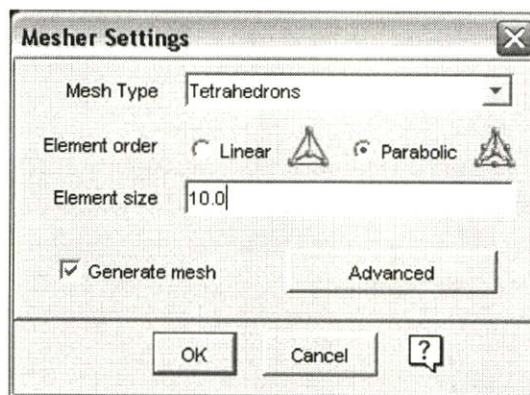 Mesher Settings
Mesh Type Tetrahedrons
Element order Linear Parabolic
Element size 10.0
Generate mesh Advanced
OK Cancel ?